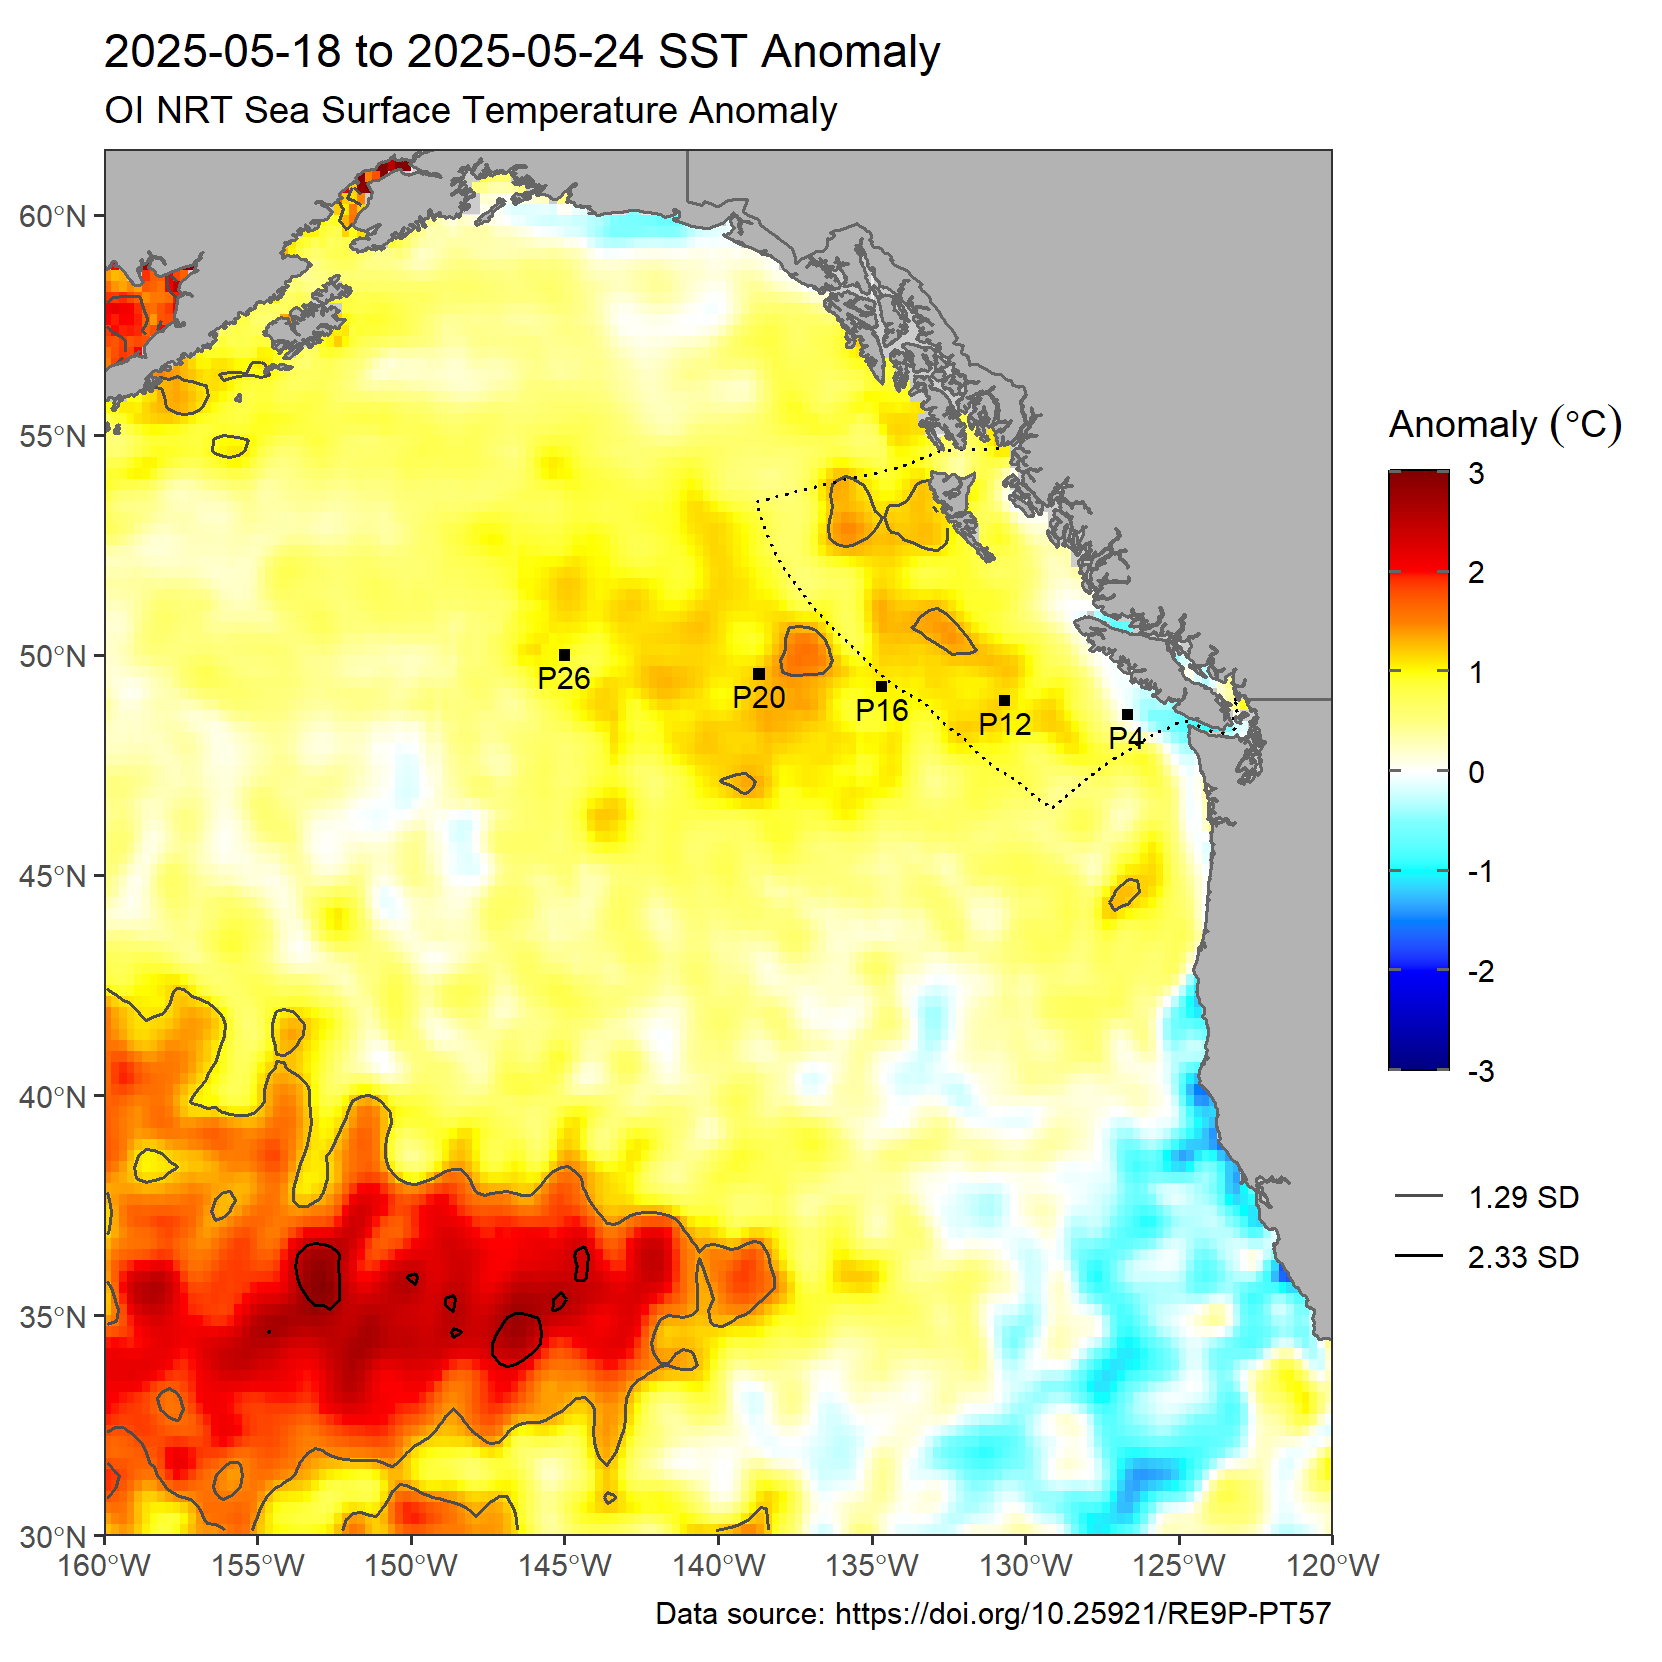 2025-05-18 to 2025-05-24 SST Anomaly
OI NRT Sea Surface Temperature Anomaly
60°N
55°N
50°N
45°N
40°N
35°N
30°N
P26
P20
P16
P12
P4
160°W
155°W
150°W
145°W
140°W
135°W
130°W
125°W
120°W
Anomaly (°C)
3
2
1
0
-1
-2
-3
1.29 SD
2.33 SD
Data source: https://doi.org/10.25921/RE9P-PT57